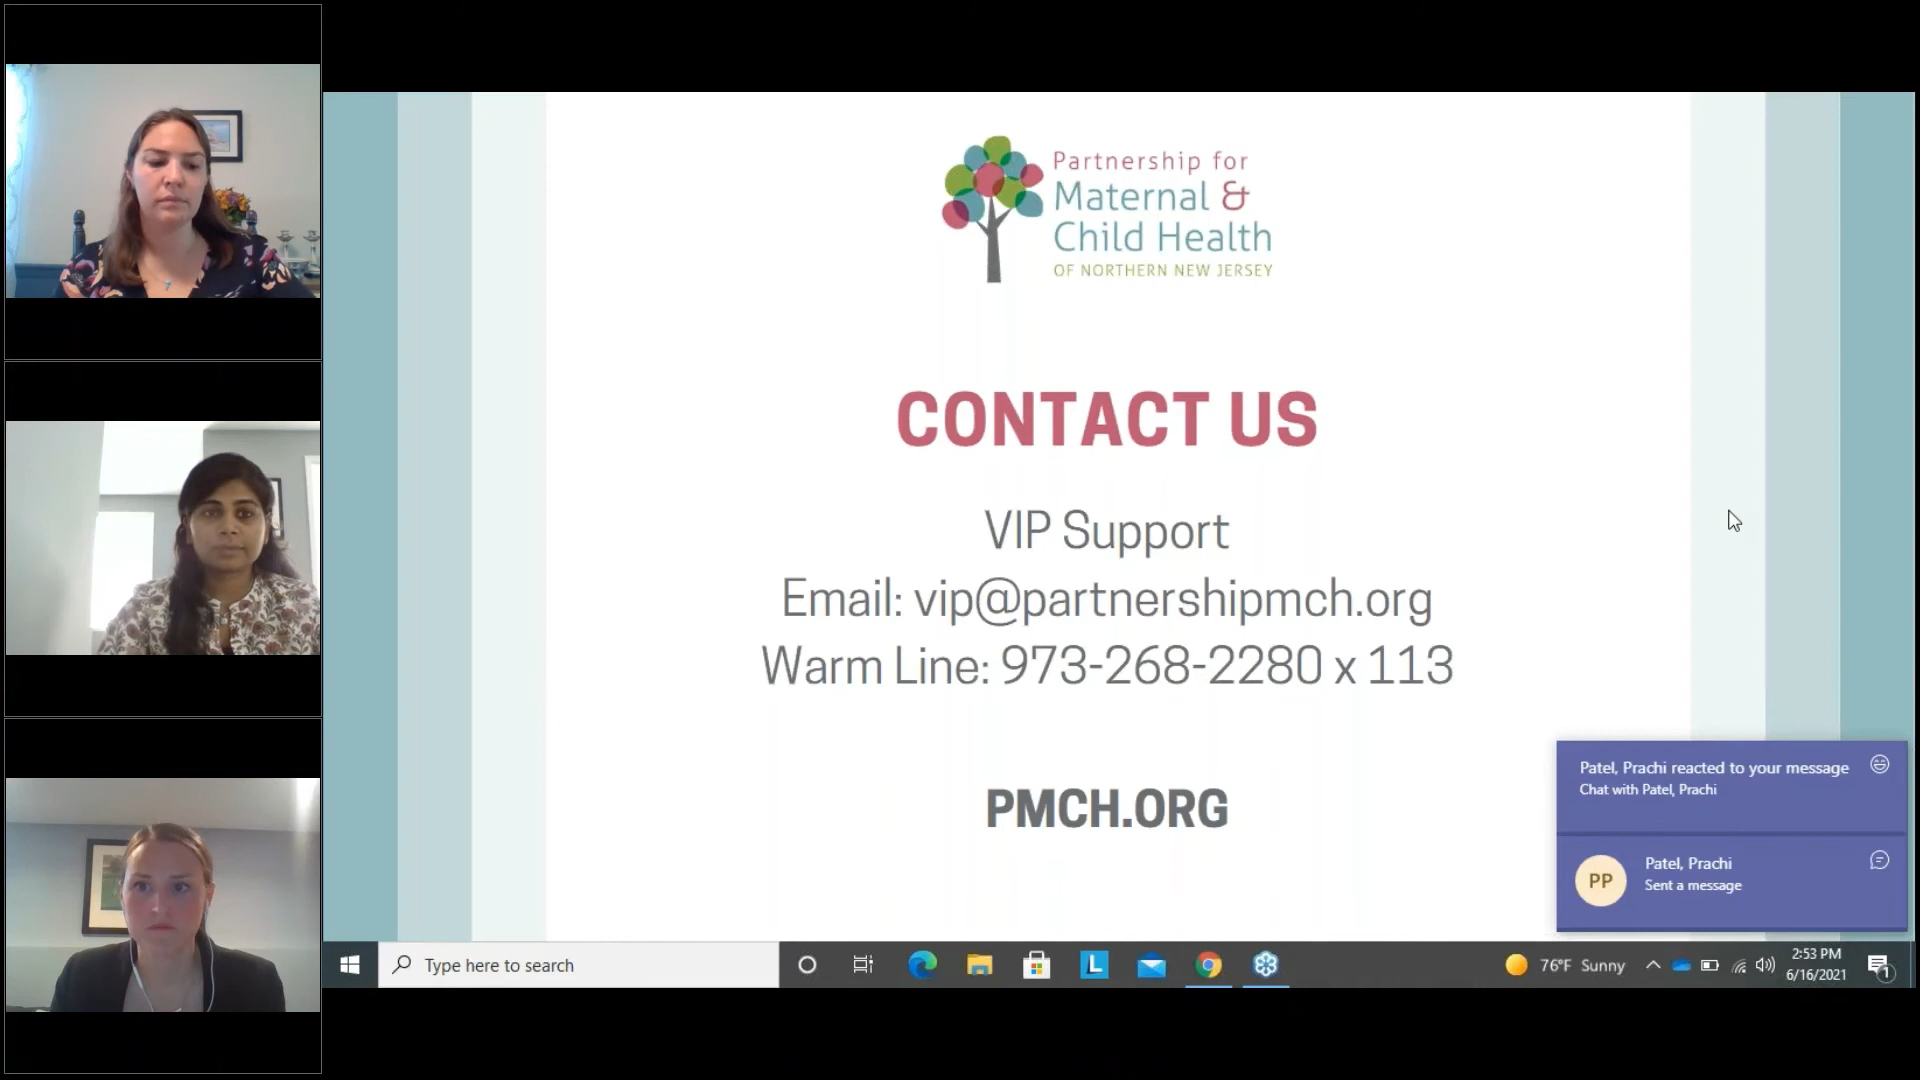 Partnership for
Maternal &
Child Health
OF NORTHERN NEW JERSEY
CONTACT US
VIP Support
Email: vip@partnershipmch.org
Warm Line: 973-268-2280 x 113
PMCH.ORG
Patel, Prachi reacted to your message
Chat with Patel, Prachi
PP
Patel, Prachi
Sent a message
Type here to search
L
76°F Sunny
2:53 PM
6/16/2021
1